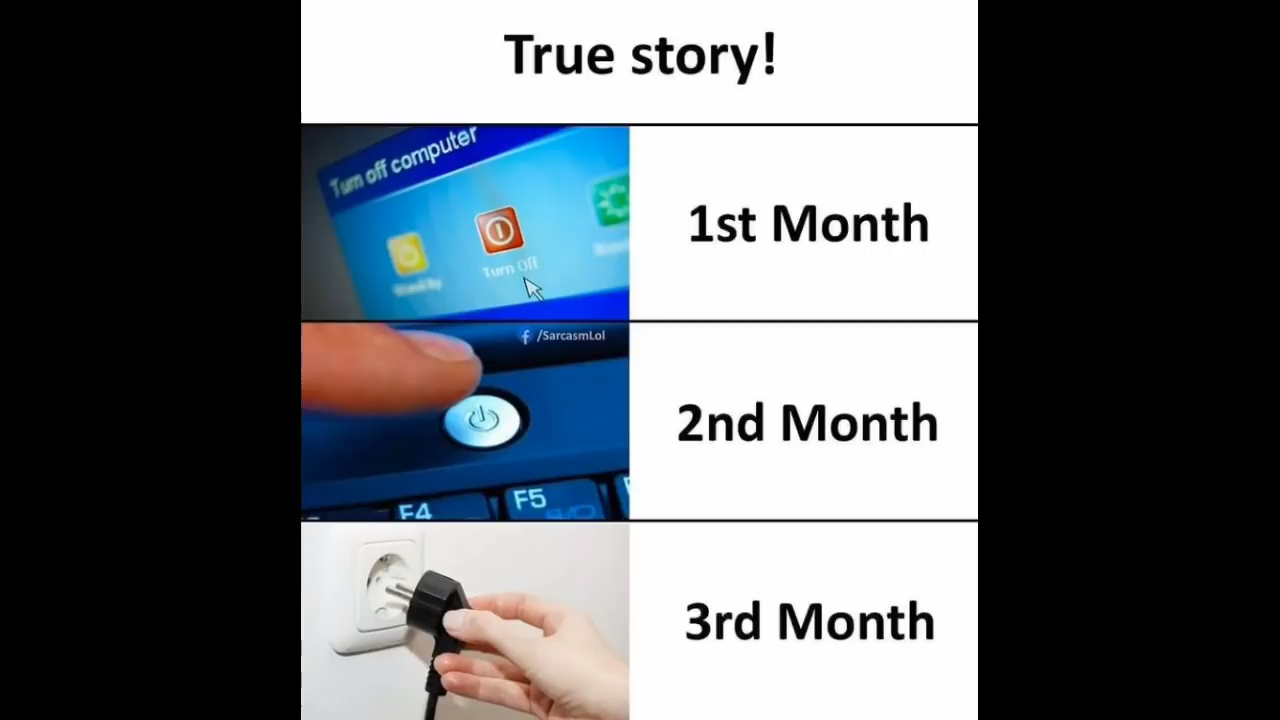 True story!
Turn off computer
Turn Off
1st Month
/SarcasmLol
2nd Month
F4
F5
3rd Month